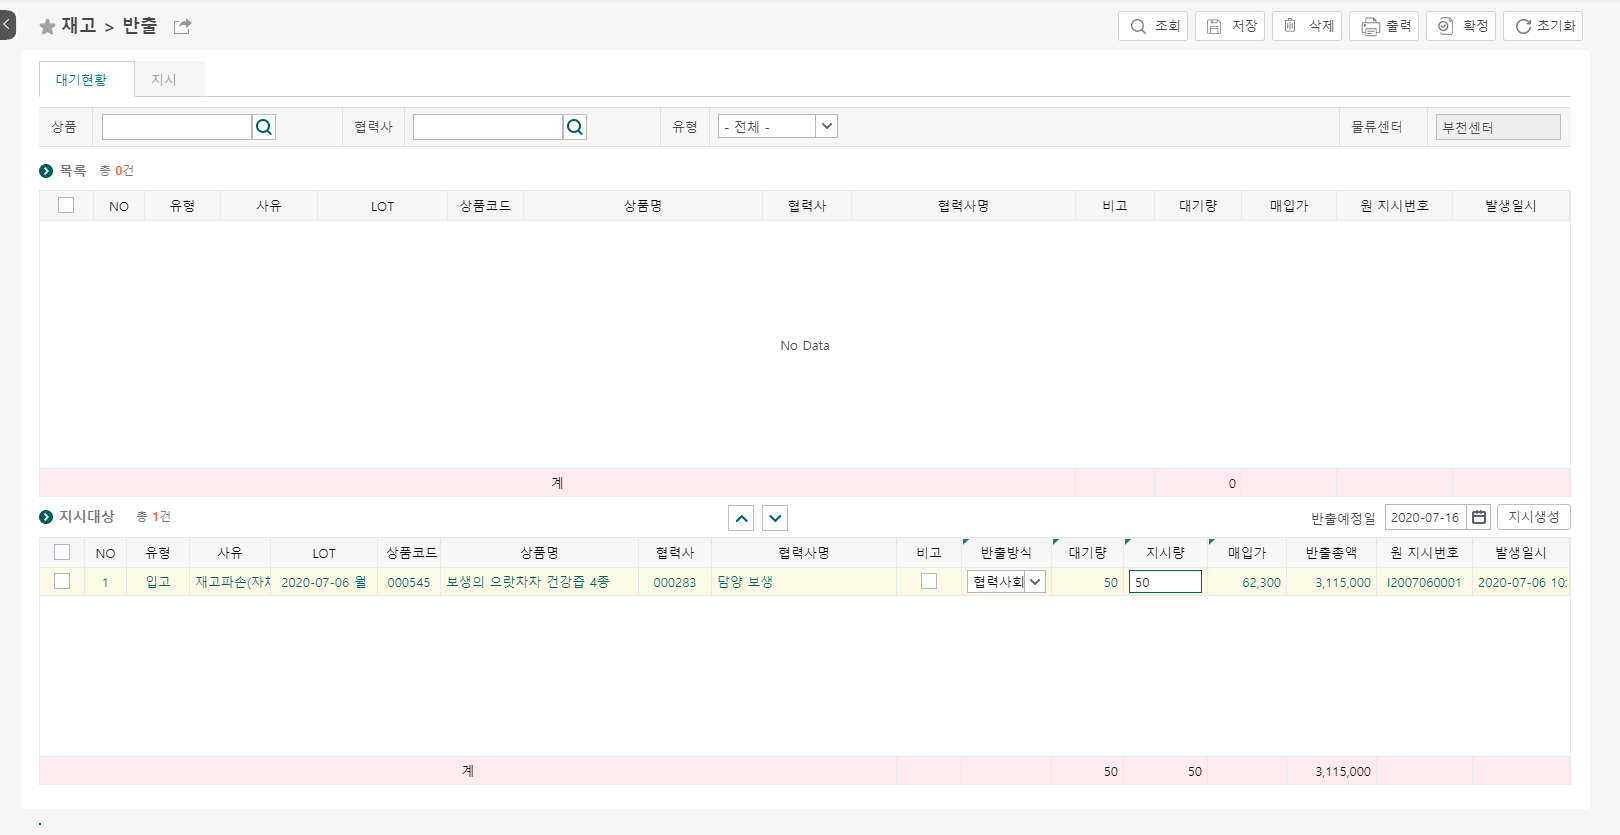 재고 > 반출
조회 저장 삭제 출력 확정 초기화
대기현황 지시
상품 협력사 유형 - 전체 - 물류센터 부천센터
목록 총 0건
NO 유형 사유 LOT 상품코드 상품명 협력사 협력사명 비고 대기량 매입가 원 지시번호 발생일시
No Data
계 0
지시대상 총 1건 반출예정일 2020-07-16 지시생성
NO 유형 사유 LOT 상품코드 상품명 협력사 협력사명 비고 반출방식 대기량 지시량 매입가 반출총액 원 지시번호 발생일시
1 입고 재고파손(자차 2020-07-06 월 000545 보생의 으랏차차 건강즙 4종 000283 담양 보생 협력사회 50 50 62,300 3,115,000 I2007060001 2020-07-06 10:
계 50 50 3,115,000